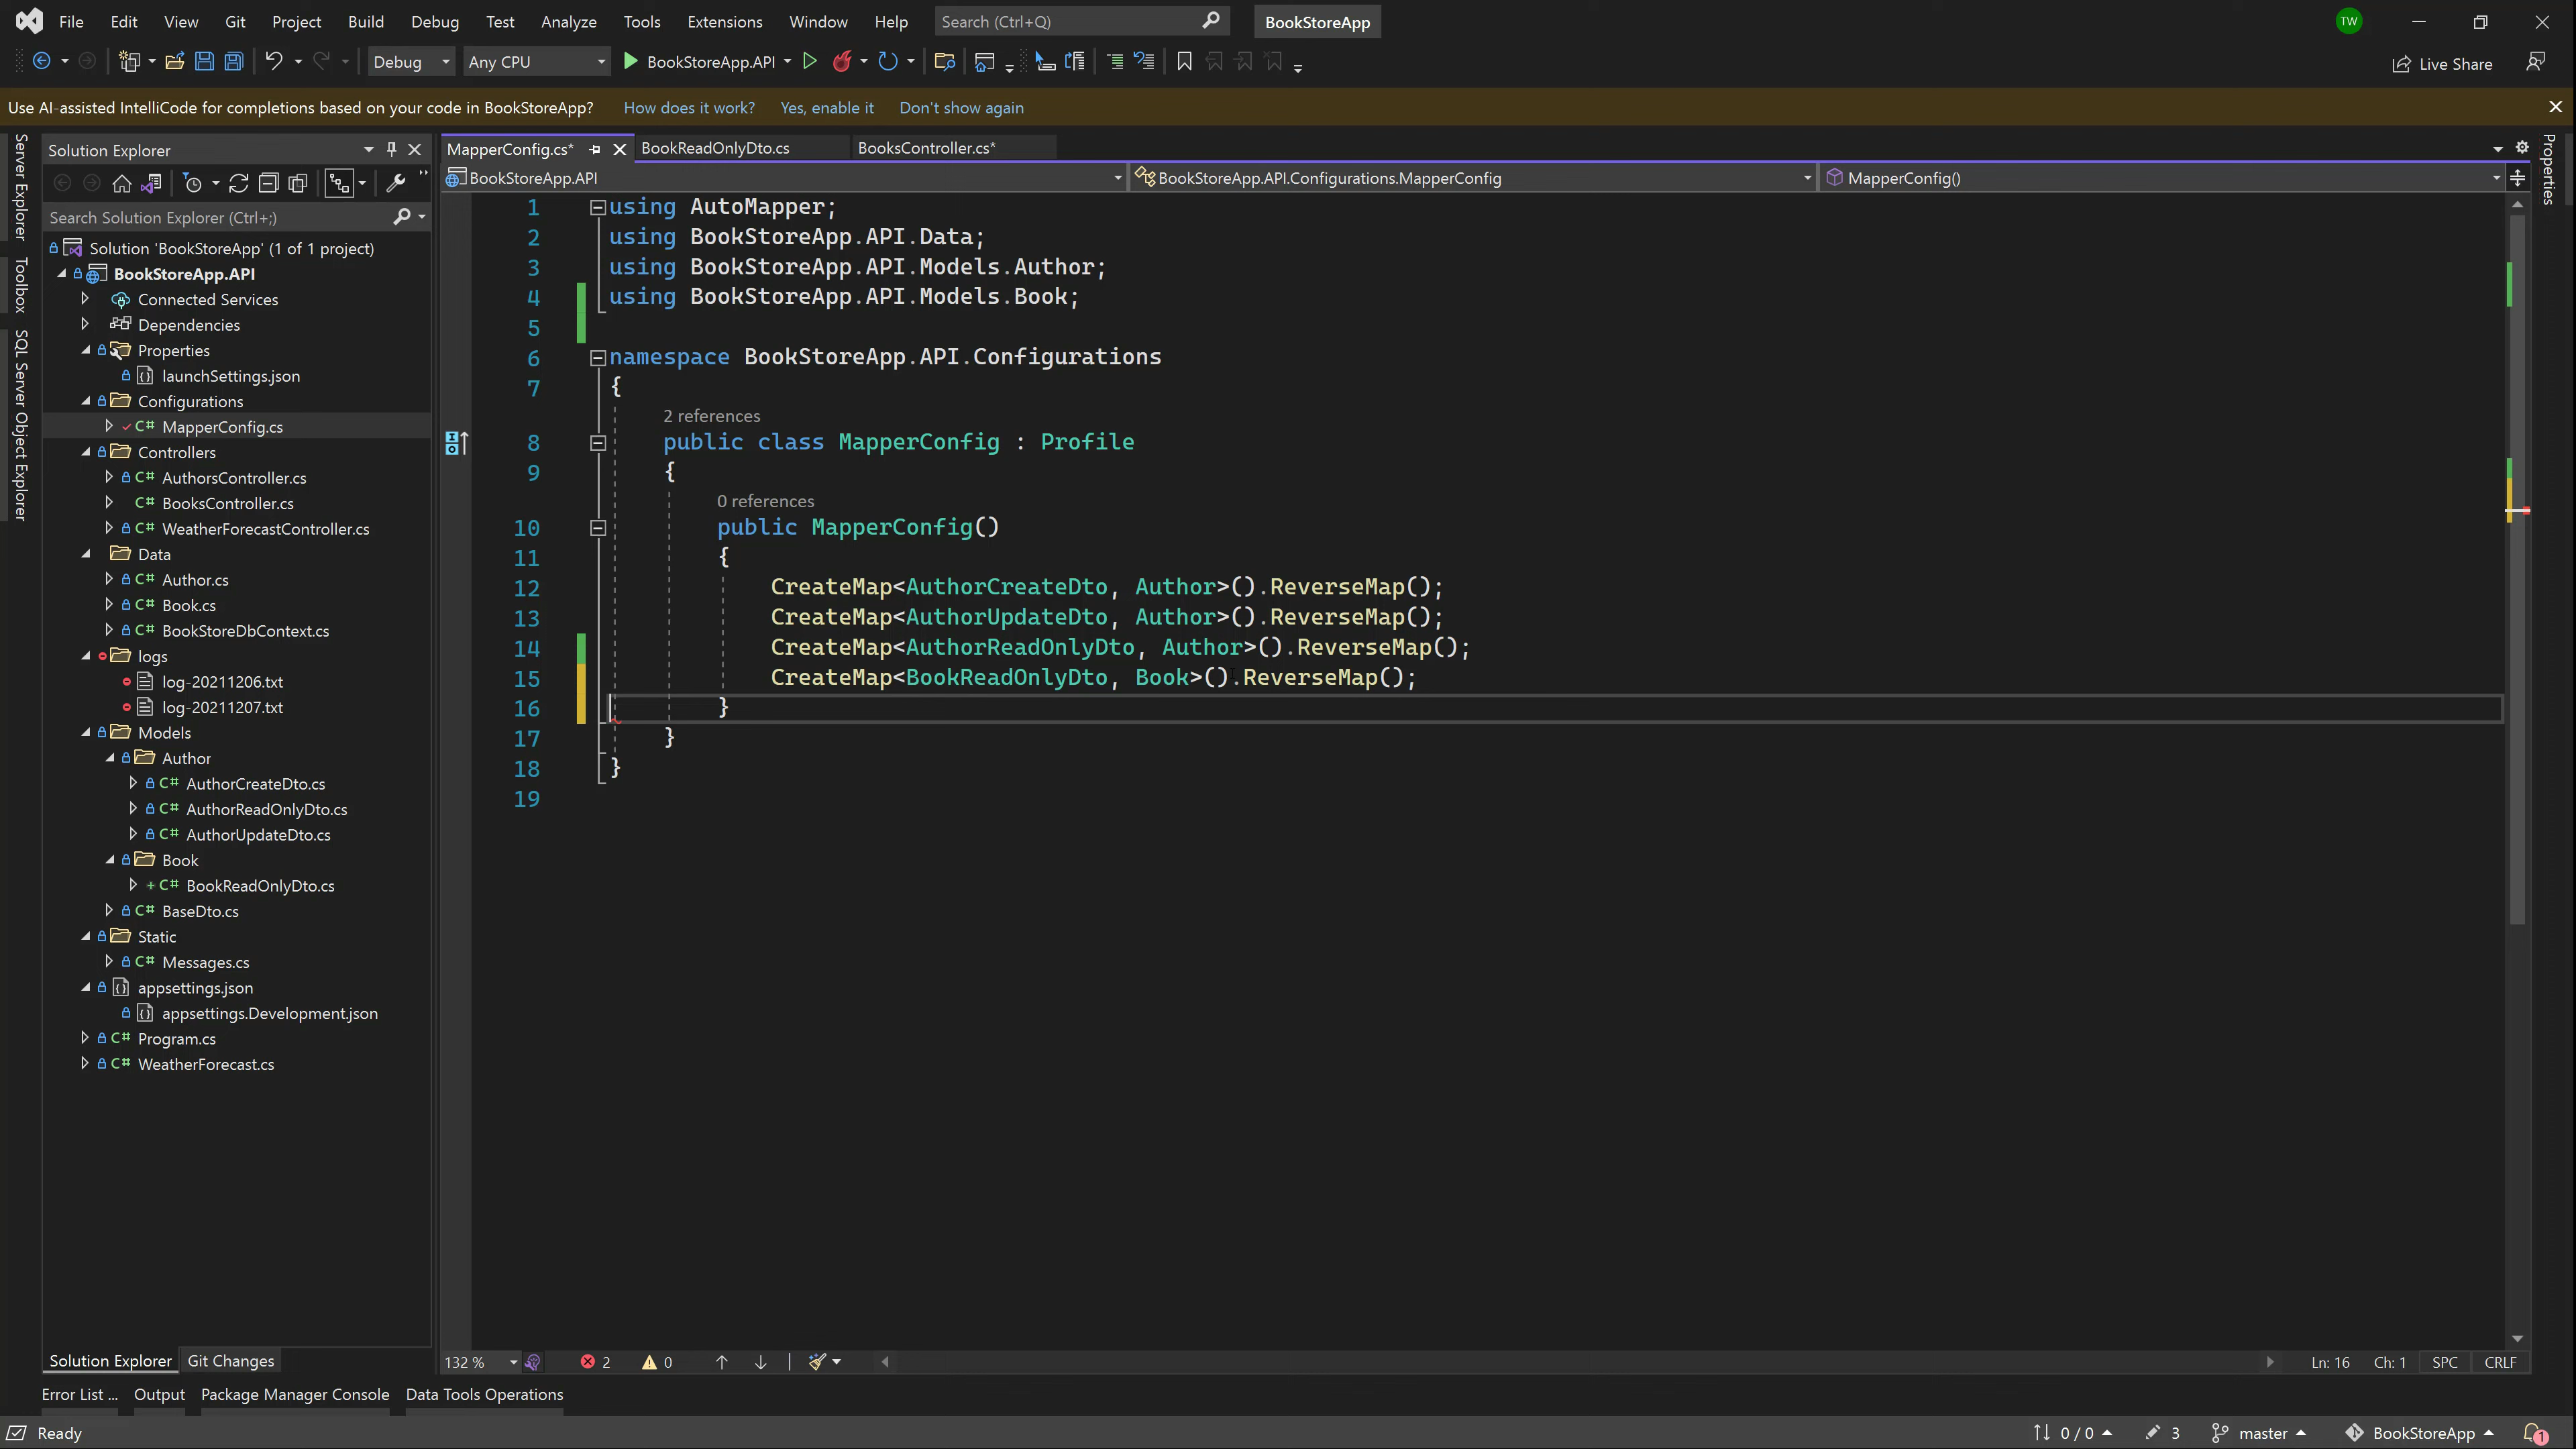 File Edit View Git Project Build Debug Test Analyze Tools Extensions Window Help Search (Ctrl+Q) BookStoreApp TW
Debug Any CPU BookStoreApp.API Live Share
Use AI-assisted IntelliCode for completions based on your code in BookStoreApp? How does it work? Yes, enable it Don't show again
Server Explorer
Toolbox
SQL Server Object Explorer
Solution Explorer
Search Solution Explorer (Ctrl+;)
Solution 'BookStoreApp' (1 of 1 project)
BookStoreApp.API
Connected Services
Dependencies
Properties
launchSettings.json
Configurations
MapperConfig.cs
Controllers
AuthorsController.cs
BooksController.cs
WeatherForecastController.cs
Data
Author.cs
Book.cs
BookStoreDbContext.cs
logs
log-20211206.txt
log-20211207.txt
Models
Author
AuthorCreateDto.cs
AuthorReadOnlyDto.cs
AuthorUpdateDto.cs
Book
BookReadOnlyDto.cs
BaseDto.cs
Static
Messages.cs
appsettings.json
appsettings.Development.json
Program.cs
WeatherForecast.cs
Solution Explorer Git Changes
MapperConfig.cs* BookReadOnlyDto.cs BooksController.cs*
BookStoreApp.API BookStoreApp.API.Configurations.MapperConfig MapperConfig()
Properties
1 using AutoMapper;
2 using BookStoreApp.API.Data;
3 using BookStoreApp.API.Models.Author;
4 using BookStoreApp.API.Models.Book;
5
6 namespace BookStoreApp.API.Configurations
7 {
2 references
8 public class MapperConfig : Profile
9 {
0 references
10 public MapperConfig()
11 {
12 CreateMap<AuthorCreateDto, Author>().ReverseMap();
13 CreateMap<AuthorUpdateDto, Author>().ReverseMap();
14 CreateMap<AuthorReadOnlyDto, Author>().ReverseMap();
15 CreateMap<BookReadOnlyDto, Book>().ReverseMap();
16 }
17 }
18 }
19
132 % 2 0 Ln: 16 Ch: 1 SPC CRLF
Error List ... Output Package Manager Console Data Tools Operations
Ready 0 / 0 3 master BookStoreApp 1